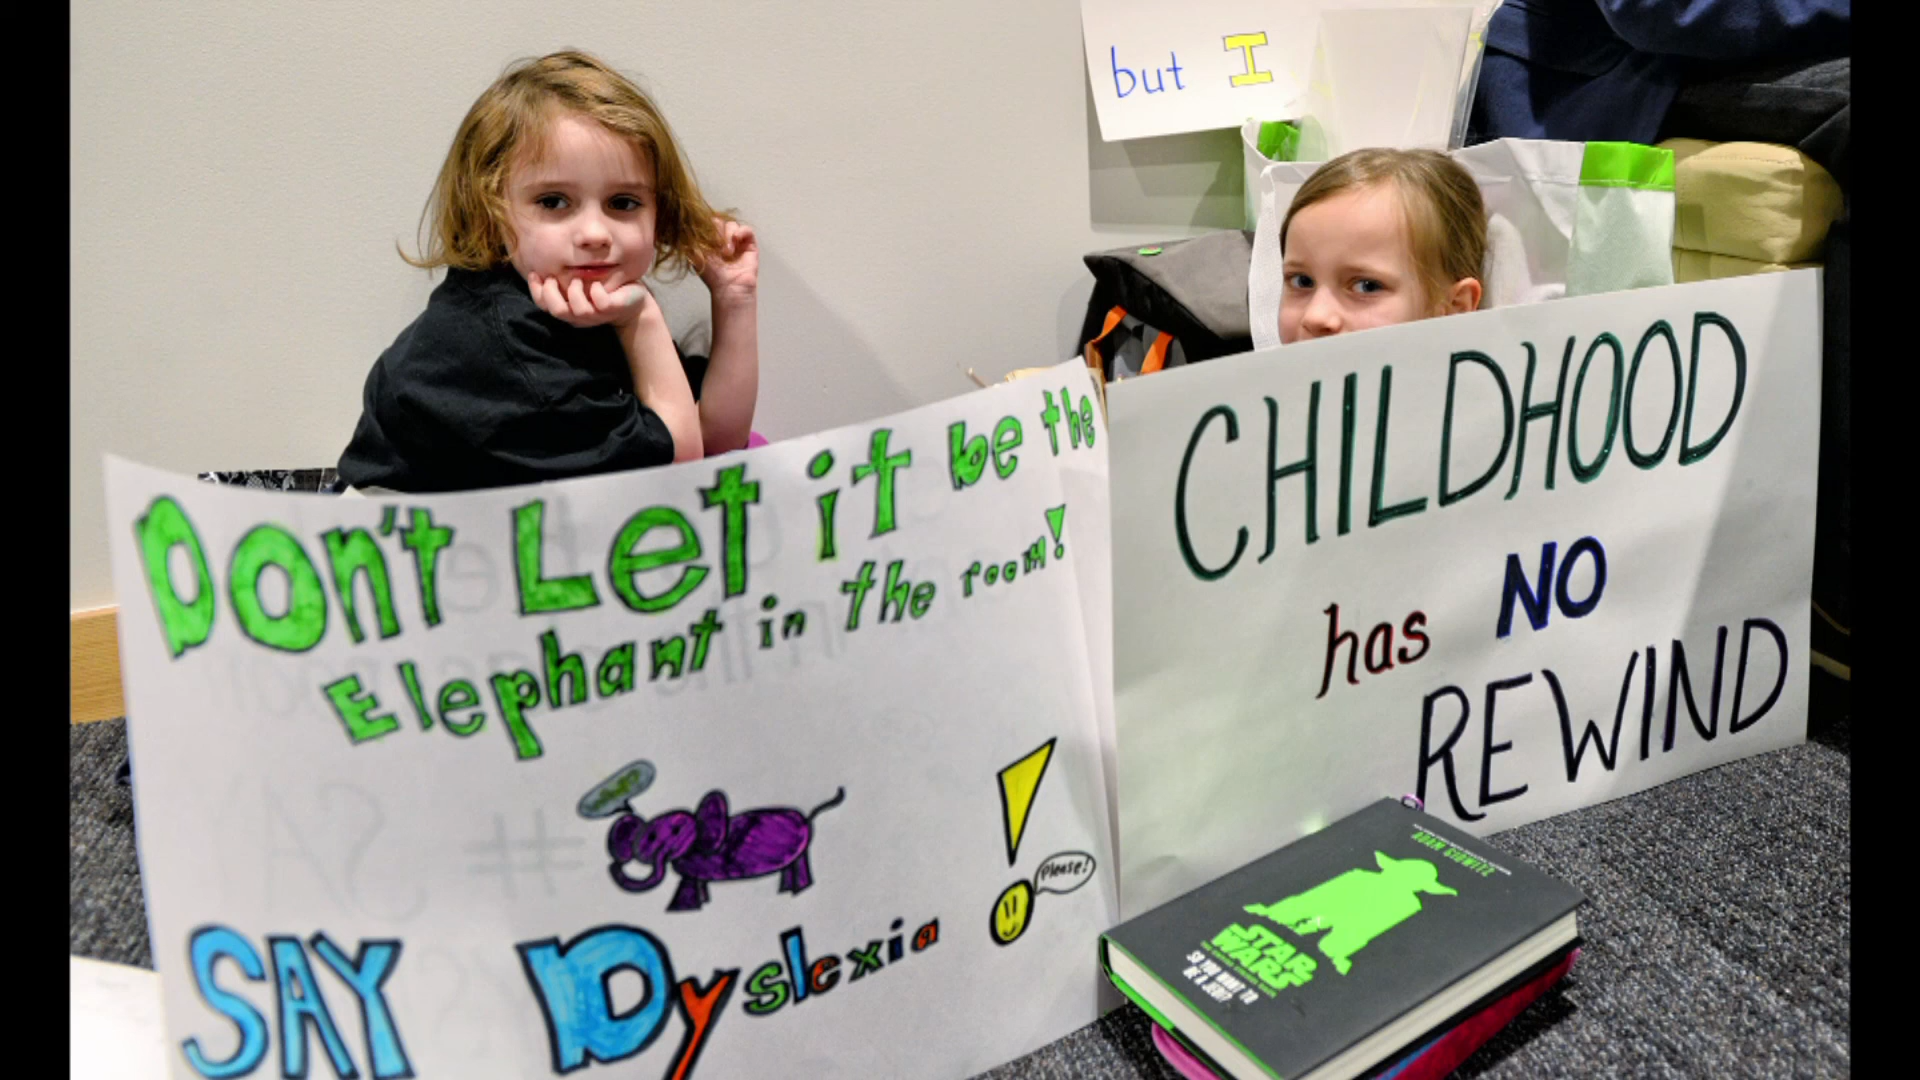 but I
Don't Let it be the
Elephant in the room!
Please!
SAY Dyslexia
CHILDHOOD
has NO
REWIND
STAR
WARS
SO YOU WANT TO
BE A JEDI?
ADAM GIDWITZ